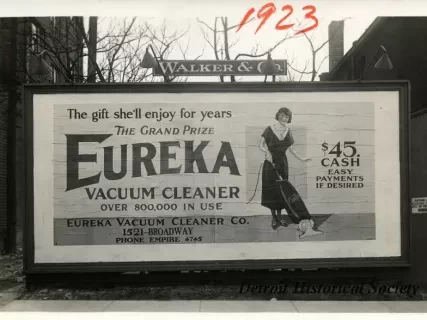 1923
WALKER & CO.
The gift she'll enjoy for years
THE GRAND PRIZE
EUREKA
VACUUM CLEANER
OVER 800,000 IN USE
$45.
CASH
EASY
PAYMENTS
IF DESIRED
EUREKA VACUUM CLEANER CO.
1521-BROADWAY
PHONE EMPIRE 4745
Detroit Historical Society